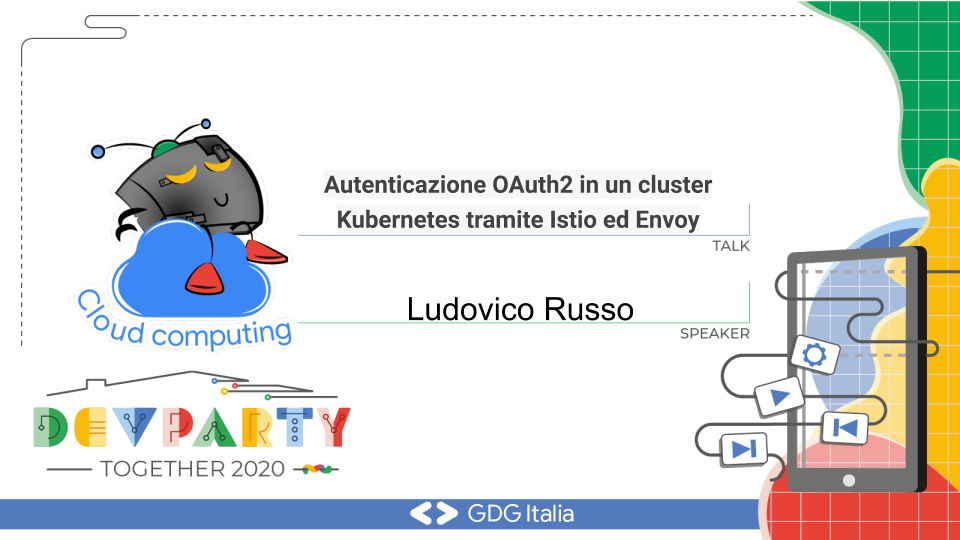 Autenticazione OAuth2 in un cluster
Kubernetes tramite Istio ed Envoy
TALK
Ludovico Russo
SPEAKER
Cloud computing
DEVPARTY
TOGETHER 2020
GDG Italia